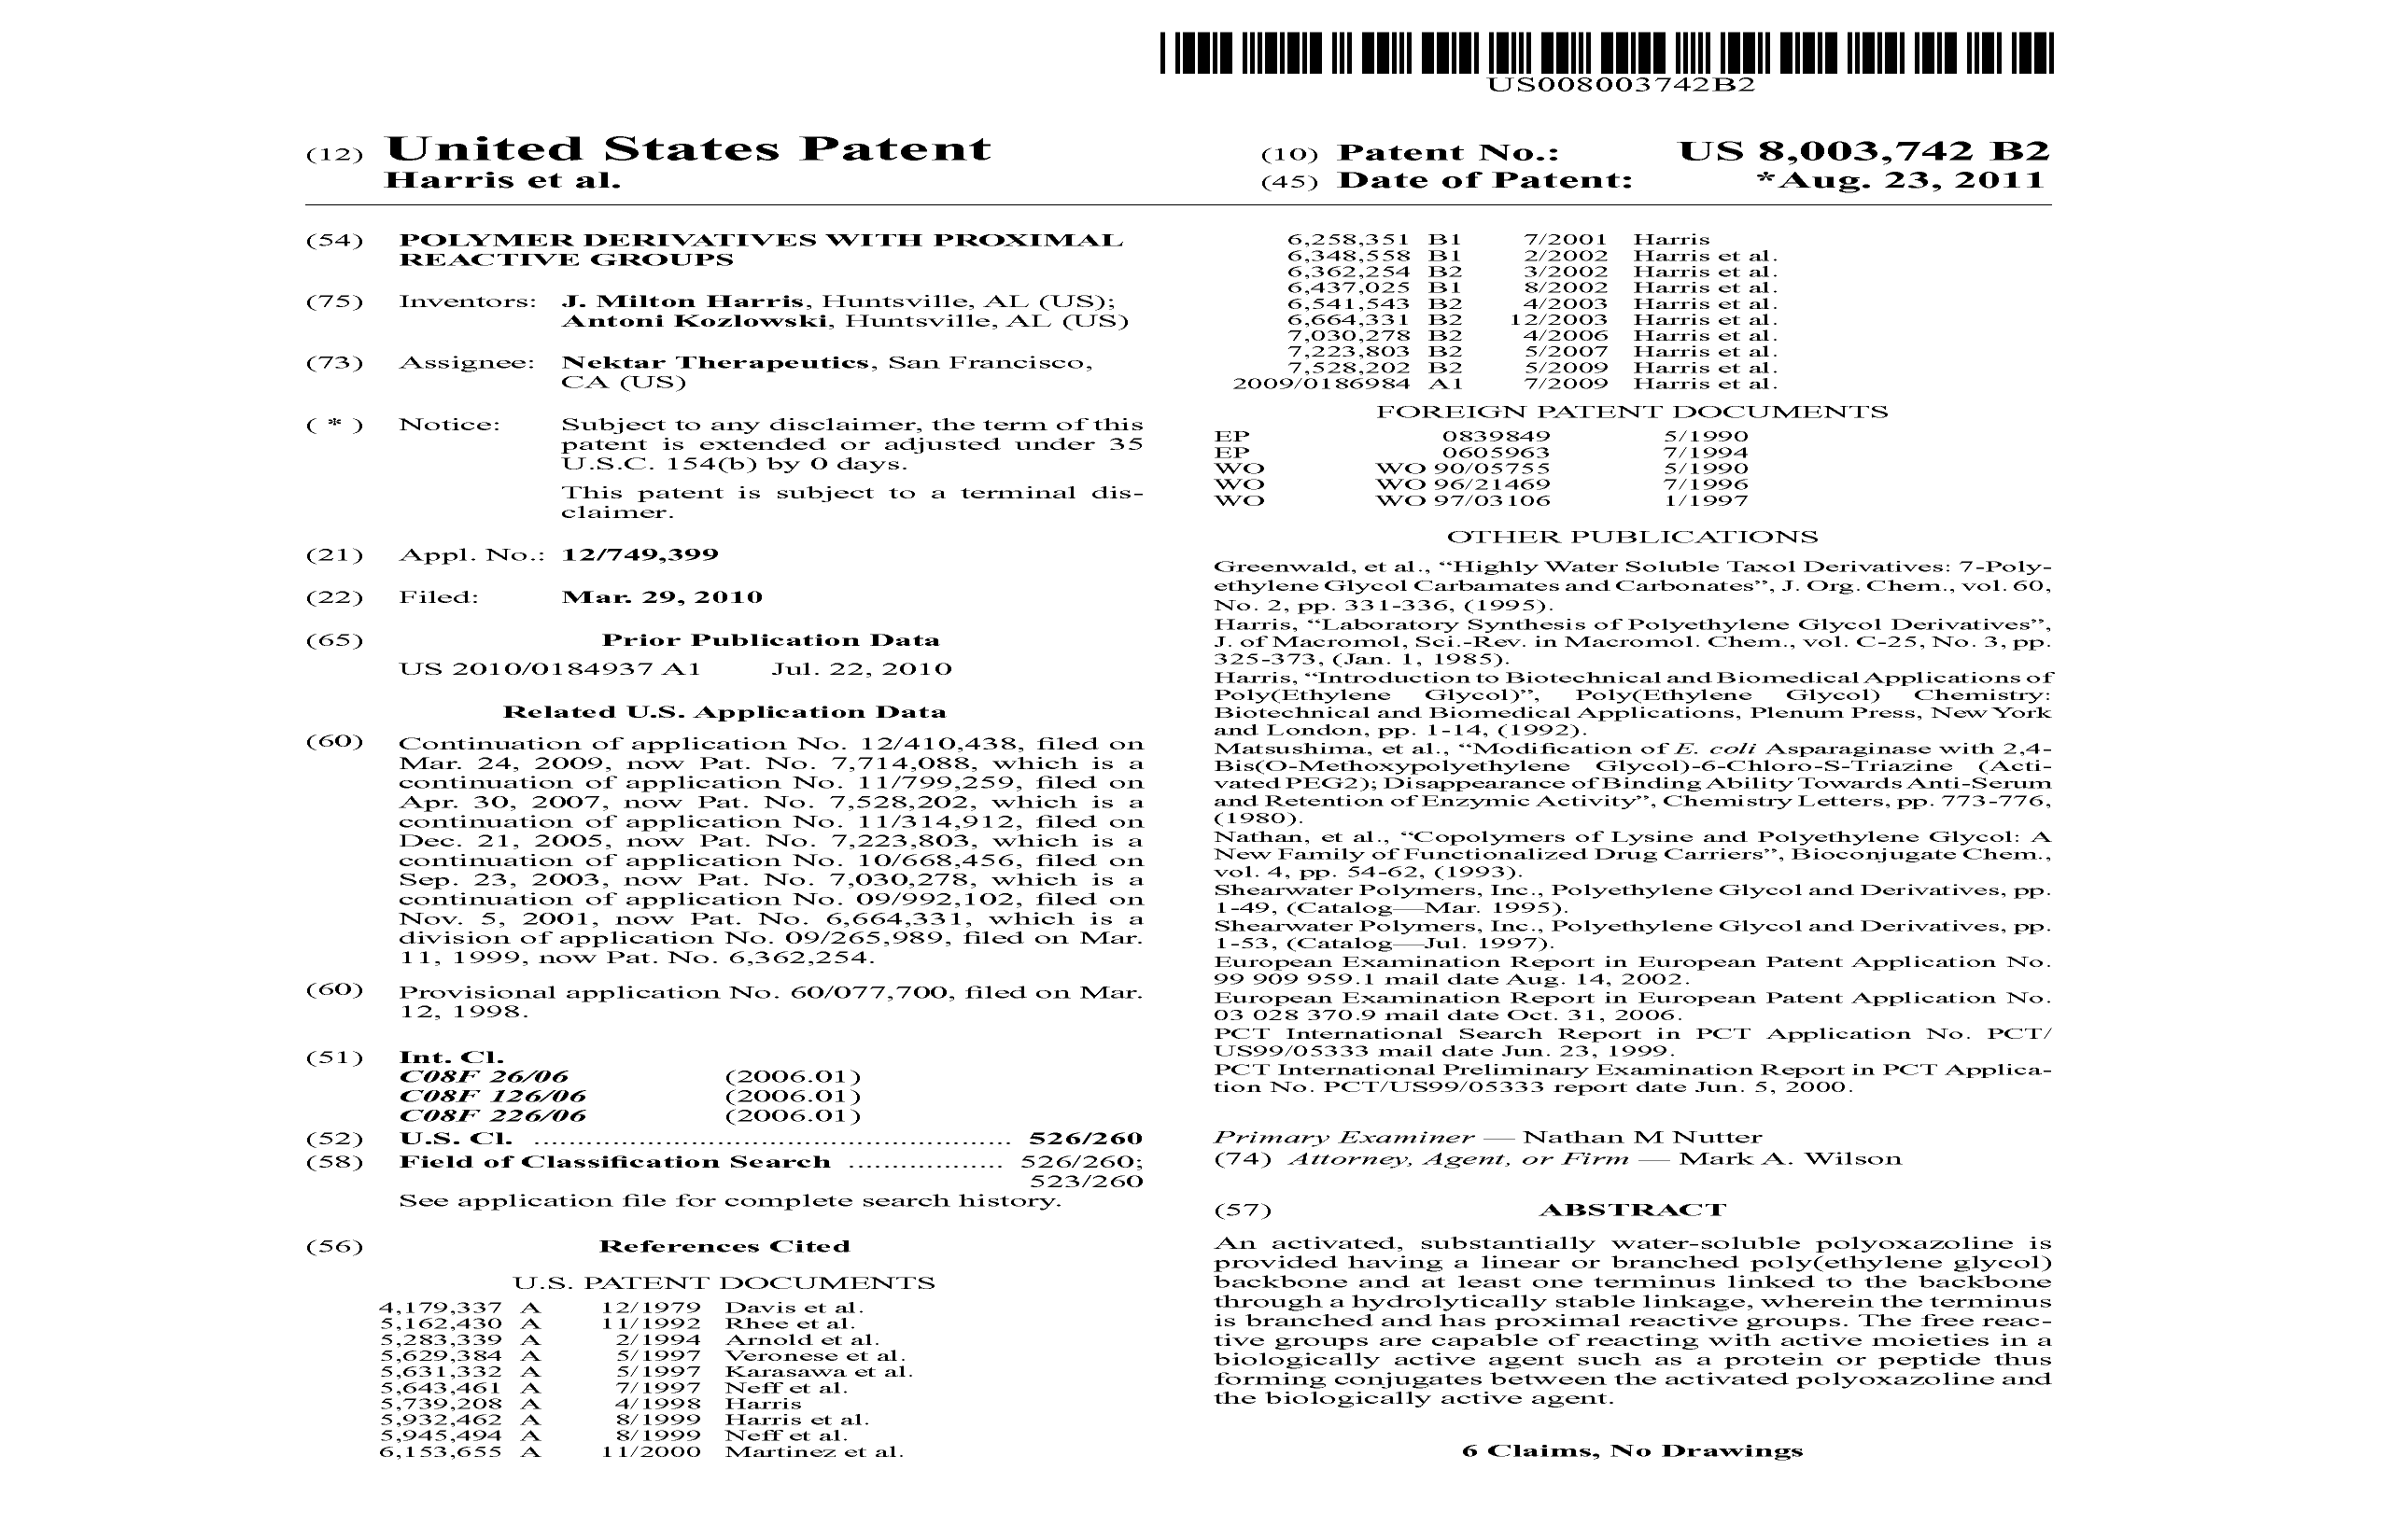 US008003742B2
(12) United States Patent
Harris et al.
(10) Patent No.: US 8,003,742 B2
(45) Date of Patent: *Aug. 23, 2011
(54) POLYMER DERIVATIVES WITH PROXIMAL
REACTIVE GROUPS
(75) Inventors: J. Milton Harris, Huntsville, AL (US);
Antoni Kozlowski, Huntsville, AL (US)
(73) Assignee: Nektar Therapeutics, San Francisco,
CA (US)
( * ) Notice: Subject to any disclaimer, the term of this
patent is extended or adjusted under 35
U.S.C. 154(b) by 0 days.
This patent is subject to a terminal dis-
claimer.
(21) Appl. No.: 12/749,399
(22) Filed: Mar. 29, 2010
(65) Prior Publication Data
US 2010/0184937 A1 Jul. 22, 2010
Related U.S. Application Data
(60) Continuation of application No. 12/410,438, filed on
Mar. 24, 2009, now Pat. No. 7,714,088, which is a
continuation of application No. 11/799,259, filed on
Apr. 30, 2007, now Pat. No. 7,528,202, which is a
continuation of application No. 11/314,912, filed on
Dec. 21, 2005, now Pat. No. 7,223,803, which is a
continuation of application No. 10/668,456, filed on
Sep. 23, 2003, now Pat. No. 7,030,278, which is a
continuation of application No. 09/992,102, filed on
Nov. 5, 2001, now Pat. No. 6,664,331, which is a
division of application No. 09/265,989, filed on Mar.
11, 1999, now Pat. No. 6,362,254.
(60) Provisional application No. 60/077,700, filed on Mar.
12, 1998.
(51) Int. Cl.
C08F 26/06 (2006.01)
C08F 126/06 (2006.01)
C08F 226/06 (2006.01)
(52) U.S. Cl. ....................................................... 526/260
(58) Field of Classification Search .................. 526/260;
523/260
See application file for complete search history.
(56) References Cited
U.S. PATENT DOCUMENTS
4,179,337 A 12/1979 Davis et al.
5,162,430 A 11/1992 Rhee et al.
5,283,339 A 2/1994 Arnold et al.
5,629,384 A 5/1997 Veronese et al.
5,631,332 A 5/1997 Karasawa et al.
5,643,461 A 7/1997 Neff et al.
5,739,208 A 4/1998 Harris
5,932,462 A 8/1999 Harris et al.
5,945,494 A 8/1999 Neff et al.
6,153,655 A 11/2000 Martinez et al.
6,258,351 B1 7/2001 Harris
6,348,558 B1 2/2002 Harris et al.
6,362,254 B2 3/2002 Harris et al.
6,437,025 B1 8/2002 Harris et al.
6,541,543 B2 4/2003 Harris et al.
6,664,331 B2 12/2003 Harris et al.
7,030,278 B2 4/2006 Harris et al.
7,223,803 B2 5/2007 Harris et al.
7,528,202 B2 5/2009 Harris et al.
2009/0186984 A1 7/2009 Harris et al.
FOREIGN PATENT DOCUMENTS
EP 0839849 5/1990
EP 0605963 7/1994
WO WO 90/05755 5/1990
WO WO 96/21469 7/1996
WO WO 97/03106 1/1997
OTHER PUBLICATIONS
Greenwald, et al., “Highly Water Soluble Taxol Derivatives: 7-Poly-
ethylene Glycol Carbamates and Carbonates”, J. Org. Chem., vol. 60,
No. 2, pp. 331-336, (1995).
Harris, “Laboratory Synthesis of Polyethylene Glycol Derivatives”,
J. of Macromol, Sci.-Rev. in Macromol. Chem., vol. C-25, No. 3, pp.
325-373, (Jan. 1, 1985).
Harris, “Introduction to Biotechnical and Biomedical Applications of
Poly(Ethylene Glycol)”, Poly(Ethylene Glycol) Chemistry:
Biotechnical and Biomedical Applications, Plenum Press, New York
and London, pp. 1-14, (1992).
Matsushima, et al., “Modification of E. coli Asparaginase with 2,4-
Bis(O-Methoxypolyethylene Glycol)-6-Chloro-S-Triazine (Acti-
vated PEG2); Disappearance of Binding Ability Towards Anti-Serum
and Retention of Enzymic Activity”, Chemistry Letters, pp. 773-776,
(1980).
Nathan, et al., “Copolymers of Lysine and Polyethylene Glycol: A
New Family of Functionalized Drug Carriers”, Bioconjugate Chem.,
vol. 4, pp. 54-62, (1993).
Shearwater Polymers, Inc., Polyethylene Glycol and Derivatives, pp.
1-49, (Catalog—Mar. 1995).
Shearwater Polymers, Inc., Polyethylene Glycol and Derivatives, pp.
1-53, (Catalog—Jul. 1997).
European Examination Report in European Patent Application No.
99 909 959.1 mail date Aug. 14, 2002.
European Examination Report in European Patent Application No.
03 028 370.9 mail date Oct. 31, 2006.
PCT International Search Report in PCT Application No. PCT/
US99/05333 mail date Jun. 23, 1999.
PCT International Preliminary Examination Report in PCT Applica-
tion No. PCT/US99/05333 report date Jun. 5, 2000.
Primary Examiner — Nathan M Nutter
(74) Attorney, Agent, or Firm — Mark A. Wilson
(57) ABSTRACT
An activated, substantially water-soluble polyoxazoline is
provided having a linear or branched poly(ethylene glycol)
backbone and at least one terminus linked to the backbone
through a hydrolytically stable linkage, wherein the terminus
is branched and has proximal reactive groups. The free reac-
tive groups are capable of reacting with active moieties in a
biologically active agent such as a protein or peptide thus
forming conjugates between the activated polyoxazoline and
the biologically active agent.
6 Claims, No Drawings